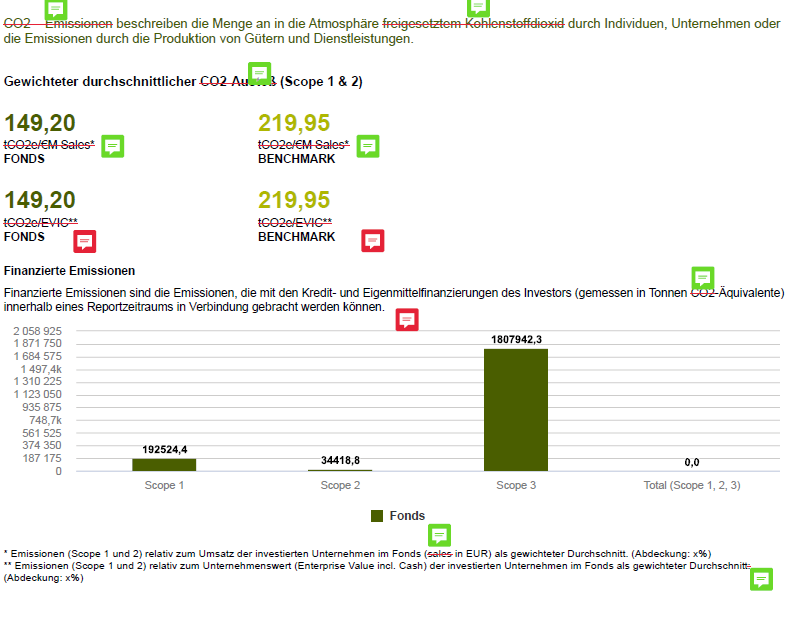 CO2 - Emissionen beschreiben die Menge an in die Atmosphäre freigesetztem Kohlenstoffdioxid durch Individuen, Unternehmen oder
die Emissionen durch die Produktion von Gütern und Dienstleistungen.
Gewichteter durchschnittlicher CO2 Ausstoß (Scope 1 & 2)
149,20 219,95
tCO2e/€M Sales* tCO2e/€M Sales*
FONDS BENCHMARK
149,20 219,95
tCO2e/EVIC** tCO2e/EVIC**
FONDS BENCHMARK
Finanzierte Emissionen
Finanzierte Emissionen sind die Emissionen, die mit den Kredit- und Eigenmittelfinanzierungen des Investors (gemessen in Tonnen CO2-Äquivalente)
innerhalb eines Reportzeitraums in Verbindung gebracht werden können.
2 058 925
1 871 750
1 684 575
1 497,4k
1 310 225
1 123 050
935 875
748,7k
561 525
374 350
187 175
0
192524,4
34418,8
1807942,3
0,0
Scope 1 Scope 2 Scope 3 Total (Scope 1, 2, 3)
Fonds
* Emissionen (Scope 1 und 2) relativ zum Umsatz der investierten Unternehmen im Fonds (sales in EUR) als gewichteter Durchschnitt. (Abdeckung: x%)
** Emissionen (Scope 1 und 2) relativ zum Unternehmenswert (Enterprise Value incl. Cash) der investierten Unternehmen im Fonds als gewichteter Durchschnitt.
(Abdeckung: x%)